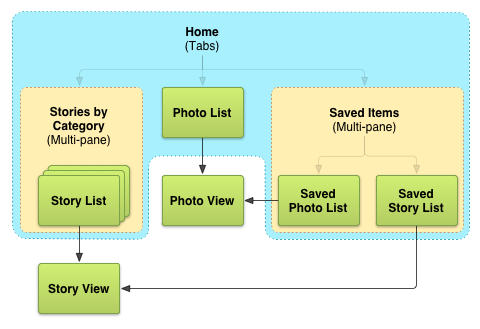 Home
(Tabs)
Stories by
Category
(Multi-pane)
Photo List
Saved Items
(Multi-pane)
Story List
Photo View
Saved
Photo List
Saved
Story List
Story View